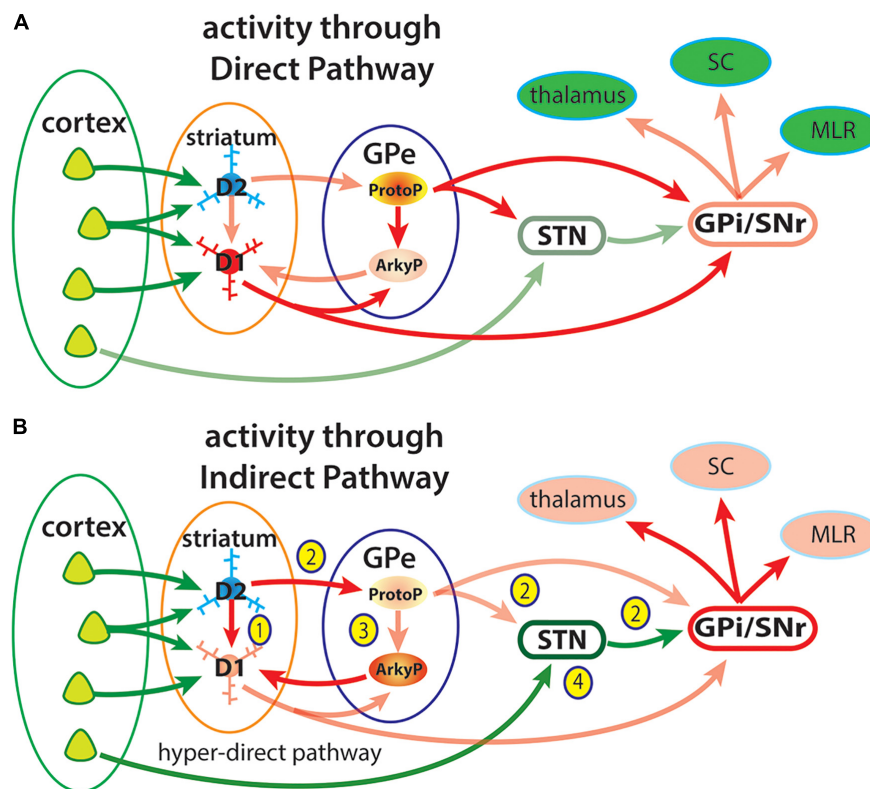 A
activity through
Direct Pathway
cortex
striatum
D2
D1
GPe
ProtoP
ArkyP
STN
GPi/SNr
thalamus
SC
MLR
B
activity through
Indirect Pathway
cortex
striatum
D2
D1
1
2
GPe
ProtoP
3
ArkyP
2
2
STN
4
GPi/SNr
thalamus
SC
MLR
hyper-direct pathway